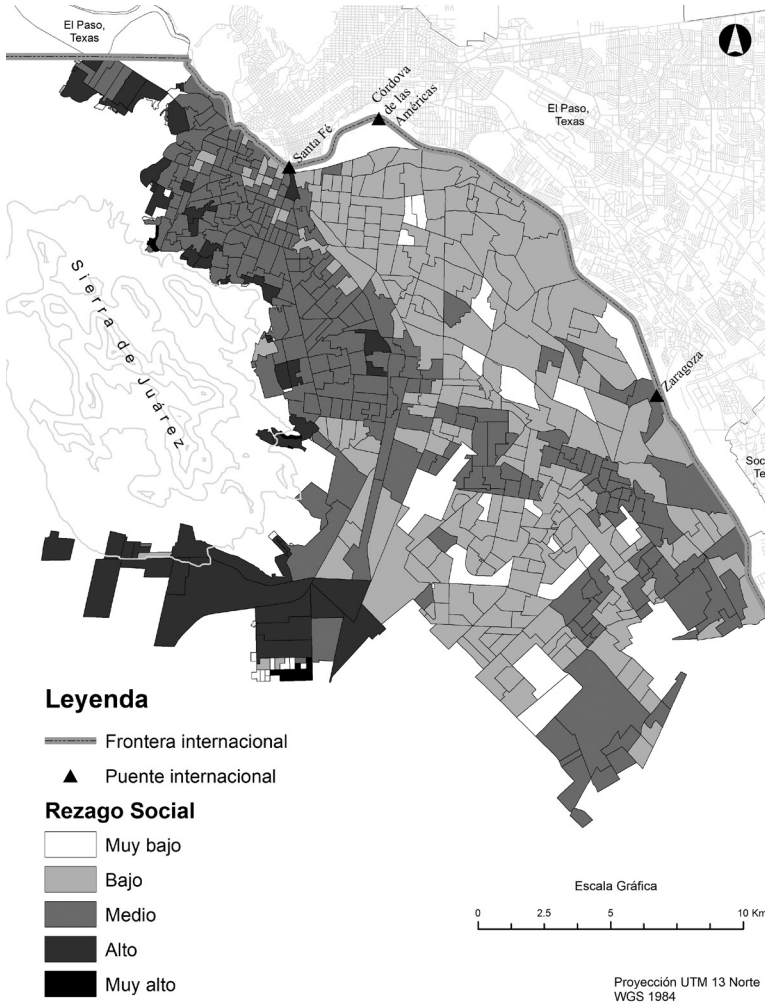 El Paso,
Texas
Santa Fé
Córdova
de las
Américas
El Paso,
Texas
Sierra de Juárez
Zaragoza
Soc
Te
Leyenda
Frontera internacional
Puente internacional
Rezago Social
Muy bajo
Bajo
Medio
Alto
Muy alto
Escala Gráfica
0 2.5 5 10 Km
Proyección UTM 13 Norte
WGS 1984